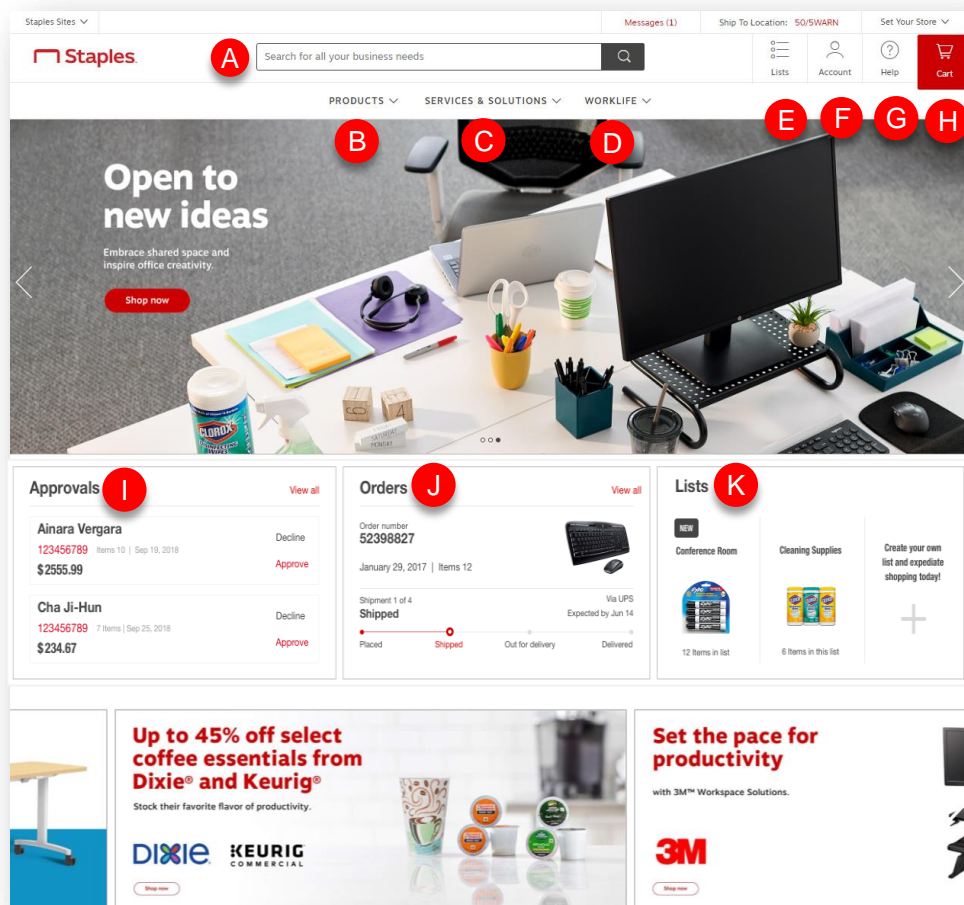 Staples Sites
Messages (1)
Ship To Location: 50/5WARN
Set Your Store
Staples.
A
Search for all your business needs
Lists
Account
Help
Cart
PRODUCTS
SERVICES & SOLUTIONS
WORKLIFE
B
C
D
E
F
G
H
Open to
new ideas
Embrace shared space and
inspire office creativity.
Shop now
CLOROX
SATURDAY
MONDAY
Approvals
I
View all
Ainara Vergara
123456789 Items 10 | Sep 19, 2018
$2555.99
Decline
Approve
Cha Ji-Hun
123456789 7 Items | Sep 25, 2018
$234.67
Decline
Approve
Orders
J
View all
Order number
52398827
January 29, 2017 | Items 12
Shipment 1 of 4
Shipped
Via UPS
Expected by Jun 14
Placed
Shipped
Out for delivery
Delivered
Lists
K
NEW
Conference Room
EXPO
12 Items in list
Cleaning Supplies
6 Items in this list
Create your own
list and expediate
shopping today!
Up to 45% off select
coffee essentials from
Dixie® and Keurig®
Stock their favorite flavor of productivity.
DIXIE
KEURIG
COMMERCIAL
Shop now
Set the pace for
productivity
with 3M™ Workspace Solutions.
3M
Shop now